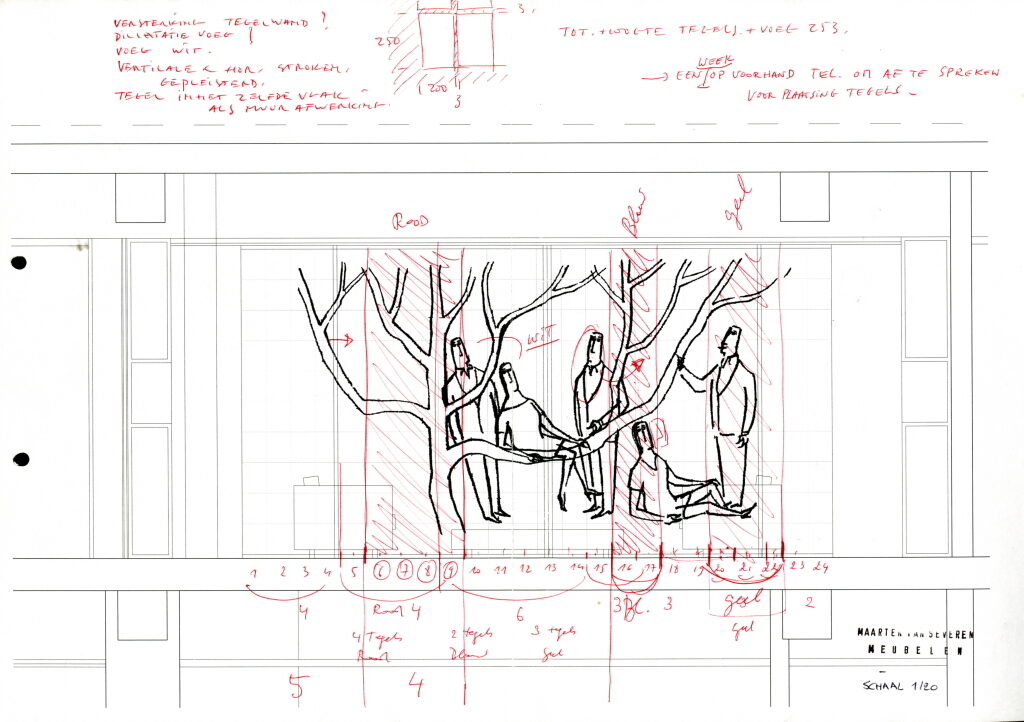 VERSTERKING TEGELWAND?
DILLATATIE VOEG!
VOEG WIT.
VERTICALE & HOR. STROKEN,
GEPLEISTERD.
TEGEL IN HET ZELFDE VLAK
ALS MUUR AFWERKING.
= 3.
250
200
3
TOT. HOOGTE TEGELS + VOEG 253.
WEEK
→ EEN OP VOORHAND TEL. OM AF TE SPREKEN
VOOR PLAATSING TEGELS.
ROOD
Blauw
geel
WIT
1 2 3 4 5 6 7 8 9 10 11 12 13 14 15 16 17 18 19 20 21 22 23 24
4 Rood 4 6 3 Bl. 3 geel 2
4 Tegels 2 tegels 3 tegels geel
Rood Blauw geel
5 4
MAARTEN VAN SEVEREN
MEUBELEN
SCHAAL 1/20